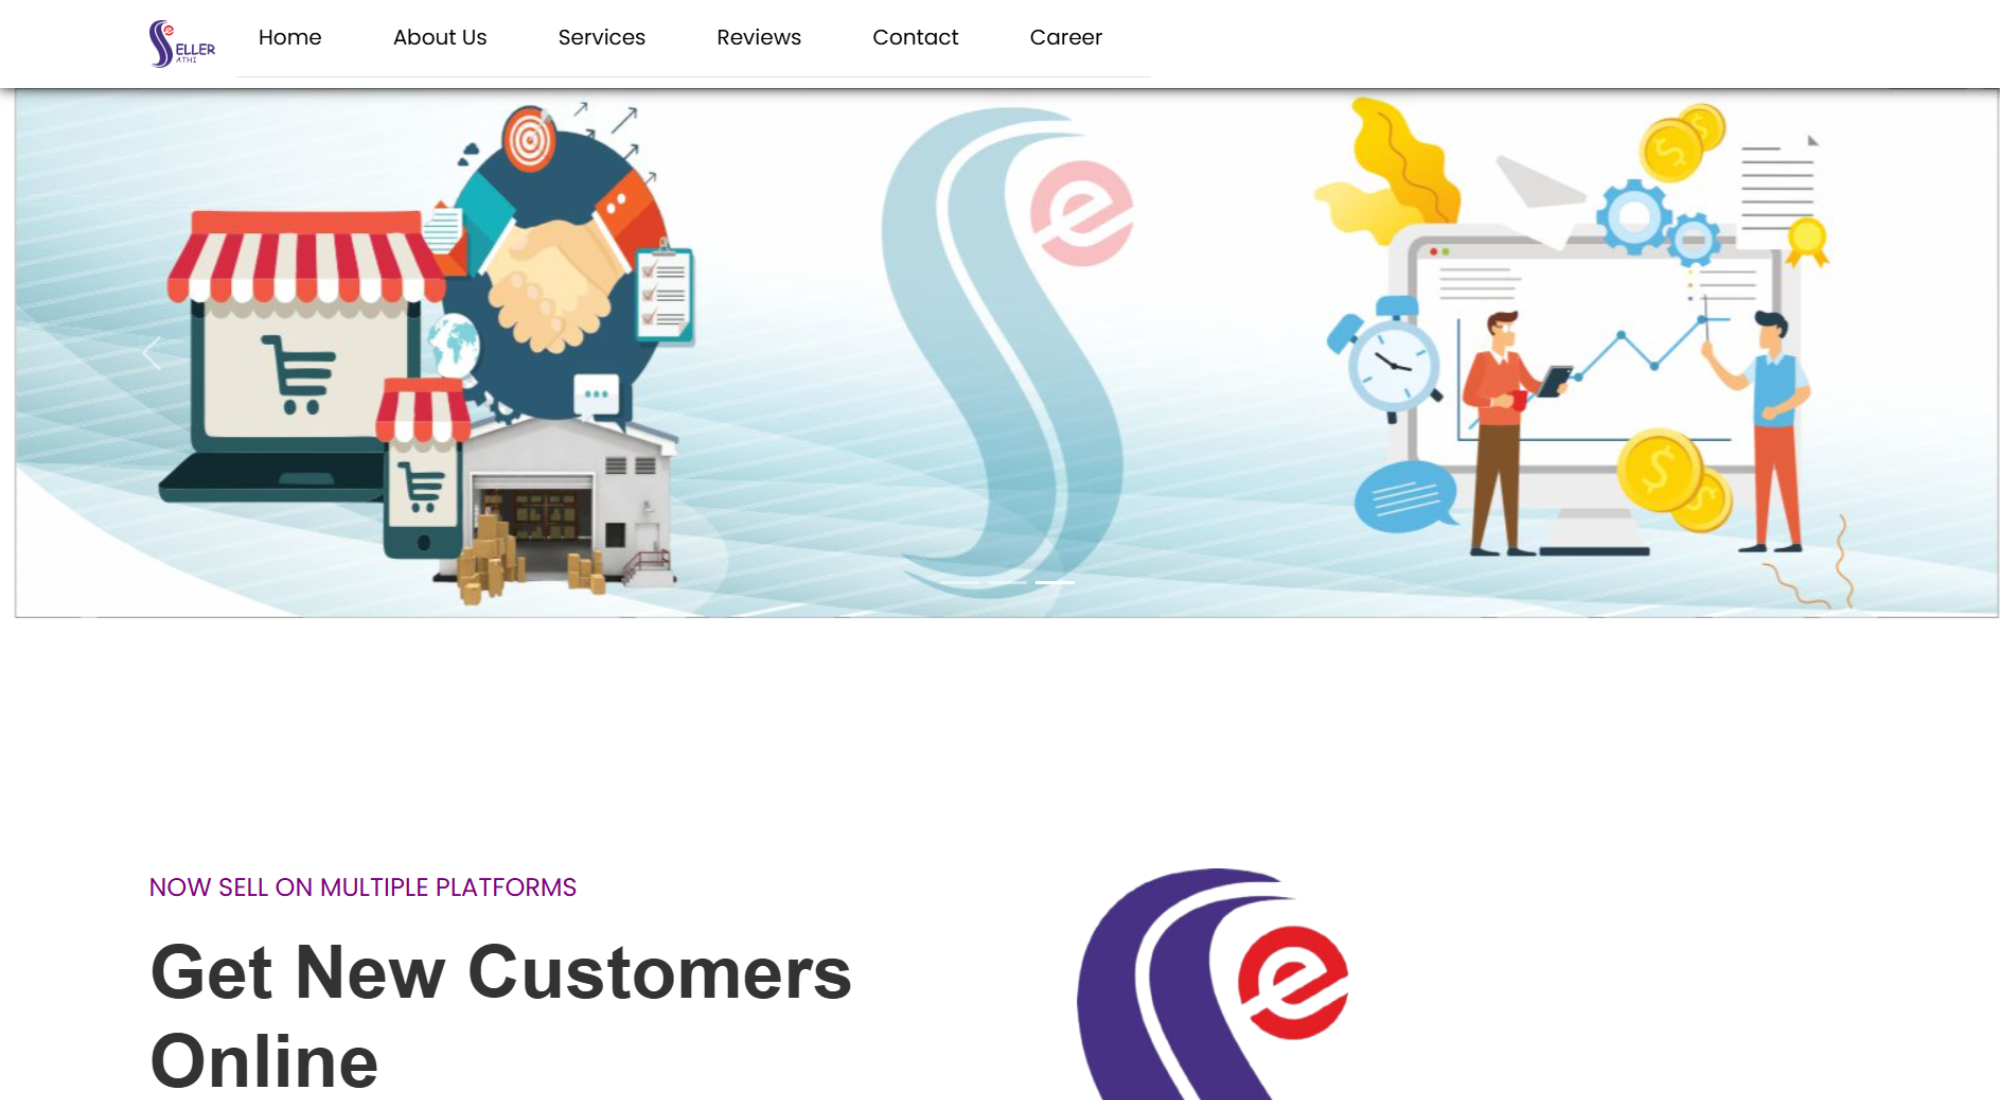 ELLER
ATHI
Home
About Us
Services
Reviews
Contact
Career
NOW SELL ON MULTIPLE PLATFORMS
Get New Customers
Online